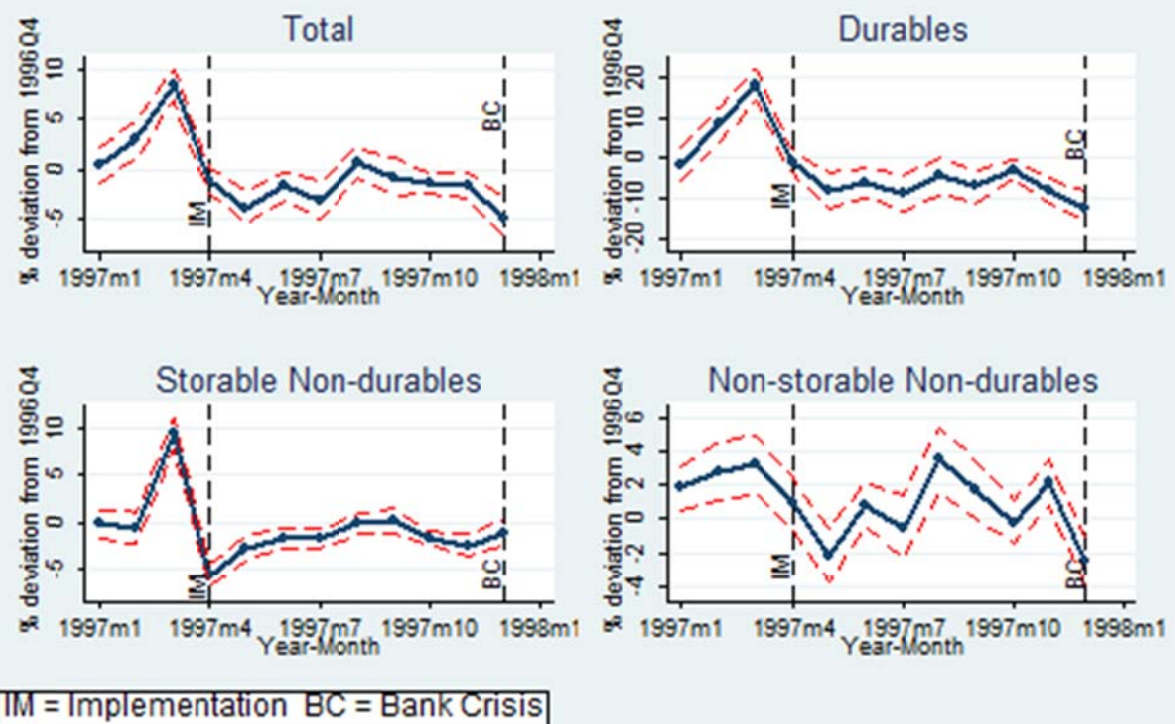 Total
% deviation from 1996Q4
10
5
0
-5
IM
BC
1997m1 1997m4 1997m7 1997m10 1998m1
Year-Month
Durables
% deviation from 1996Q4
20
10
0
-10
-20
IM
BC
1997m1 1997m4 1997m7 1997m10 1998m1
Year-Month
Storable Non-durables
% deviation from 1996Q4
10
5
0
-5
IM
BC
1997m1 1997m4 1997m7 1997m10 1998m1
Year-Month
Non-storable Non-durables
% deviation from 1996Q4
6
4
2
0
-2
-4
IM
BC
1997m1 1997m4 1997m7 1997m10 1998m1
Year-Month
IM = Implementation BC = Bank Crisis